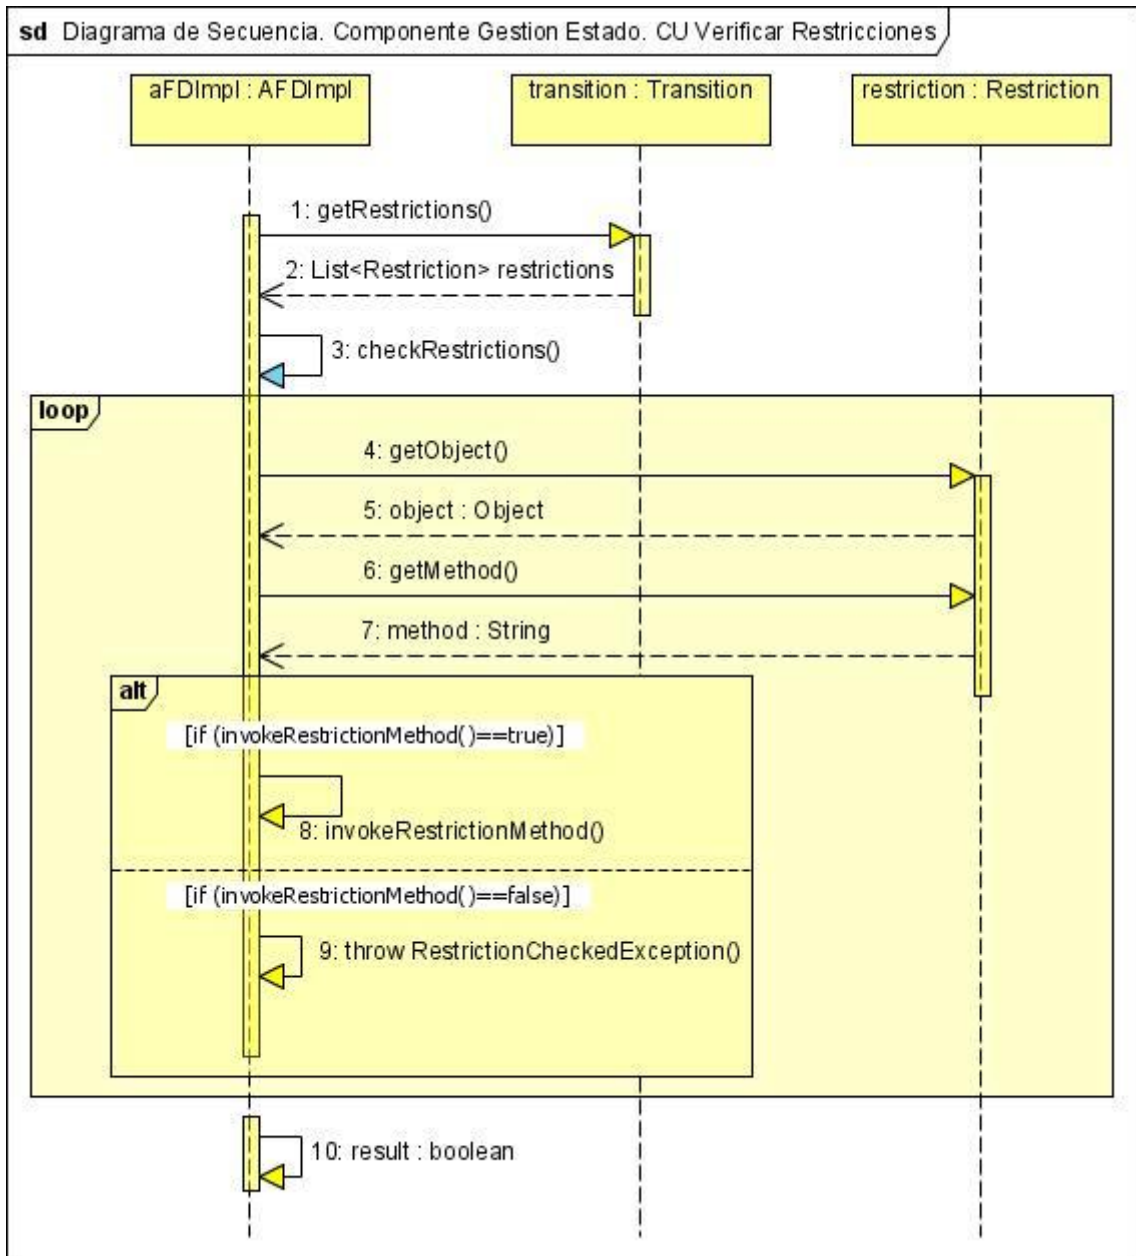 sd Diagrama de Secuencia. Componente Gestion Estado. CU Verificar Restricciones
aFDImpl : AFDImpl
transition : Transition
restriction : Restriction
1: getRestrictions()
2: List<Restriction> restrictions
3: checkRestrictions()
loop
4: getObject()
5: object : Object
6: getMethod()
7: method : String
alt
[if (invokeRestrictionMethod()==true)]
8: invokeRestrictionMethod()
[if (invokeRestrictionMethod()==false)]
9: throw RestrictionCheckedException()
10: result : boolean